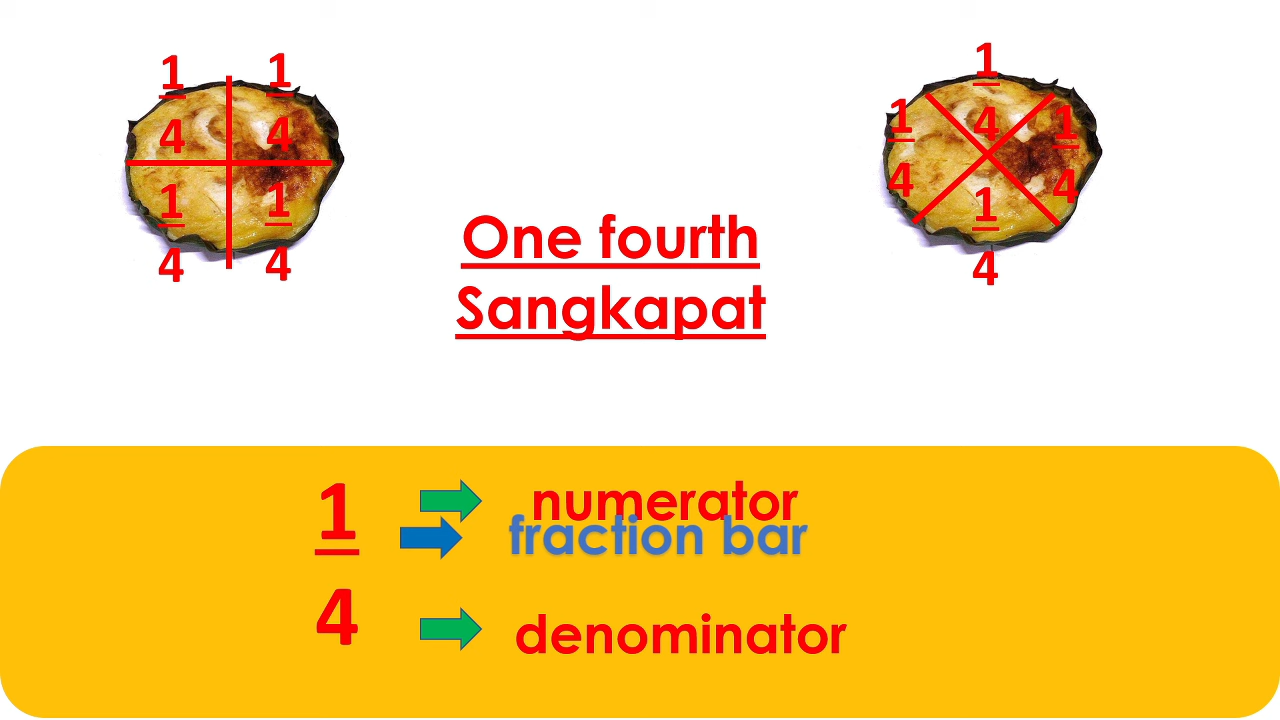 1 1
4 4
1 1
4 4
1
1 4 1
4 1 4
4
One fourth
Sangkapat
1 numerator
fraction bar
4 denominator